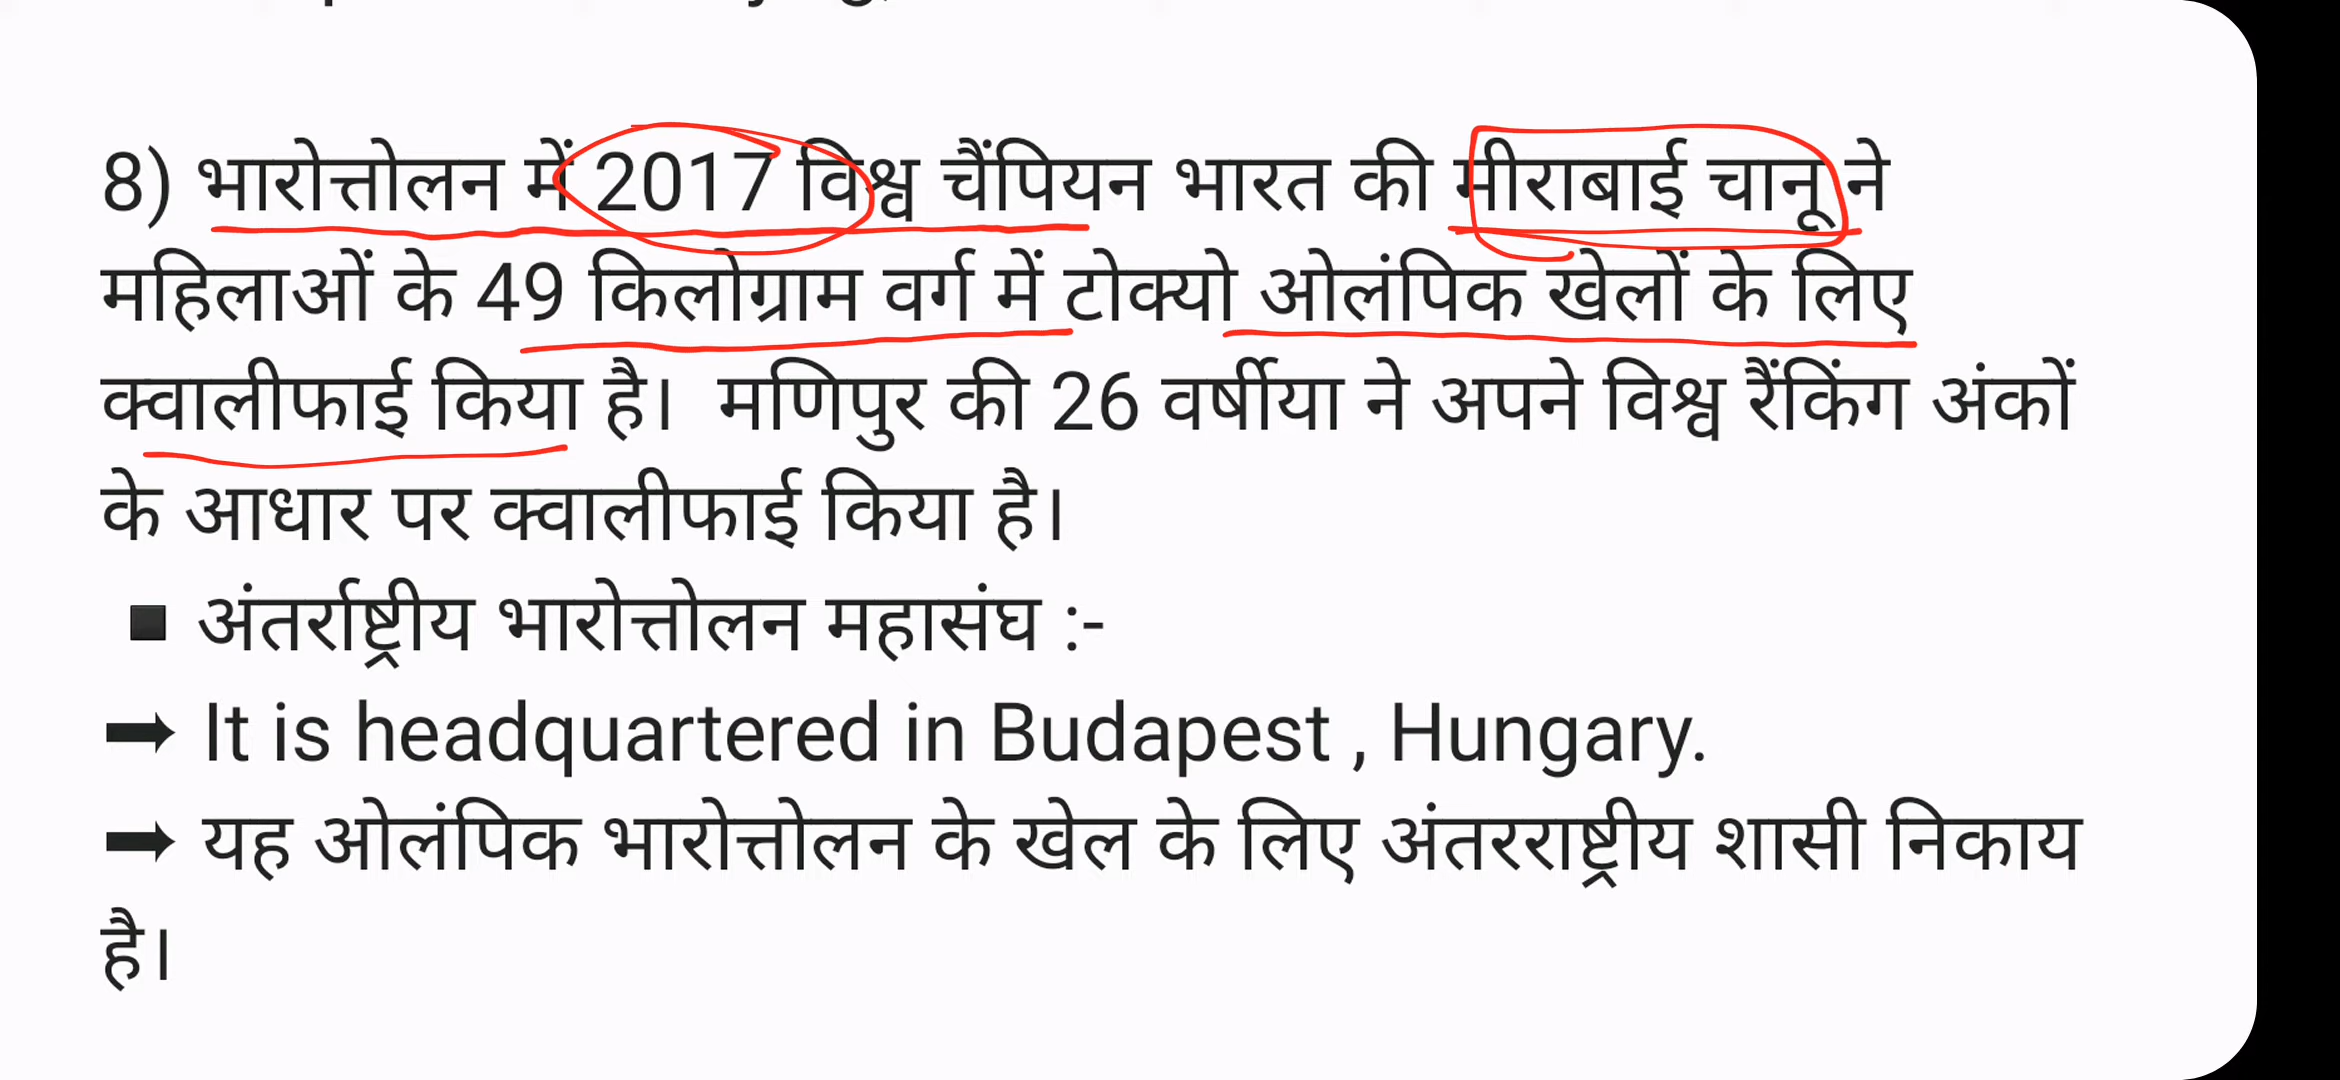 8) भारोत्तोलन में 2017 विश्व चैंपियन भारत की मीराबाई चानू ने
महिलाओं के 49 किलोग्राम वर्ग में टोक्यो ओलंपिक खेलों के लिए
क्वालीफाई किया है। मणिपुर की 26 वर्षीया ने अपने विश्व रैंकिंग अंकों
के आधार पर क्वालीफाई किया है।
▪ अंतर्राष्ट्रीय भारोत्तोलन महासंघ :-
➡ It is headquartered in Budapest , Hungary.
➡ यह ओलंपिक भारोत्तोलन के खेल के लिए अंतरराष्ट्रीय शासी निकाय
है।